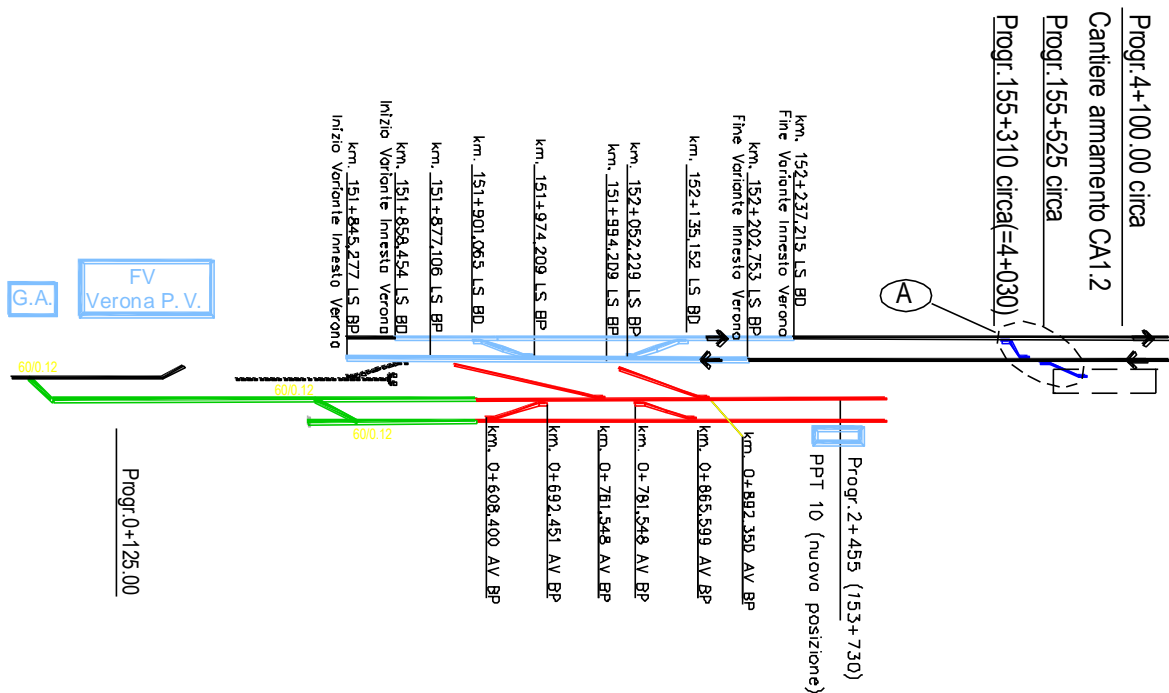 Progr.4+100.00 circa
Cantiere armamento CA1.2
Progr.155+525 circa
Progr.155+310 circa(=4+030)
km. 152+237,215 LS BD
Fine Variante Innesto Verona
km. 152+202,753 LS BP
Fine Variante Innesto Verona
km. 152+135,152 LS BD
km. 152+052,229 LS BP
km. 151+994,209 LS BP
km. 151+974,209 LS BP
km. 151+901,065 LS BD
km. 151+877,106 LS BP
km. 151+858,454 LS BD
Inizio Variante Innesto Verona
km. 151+845,277 LS BP
Inizio Variante Innesto Verona
A
FV
Verona P. V.
G.A.
60/0.12
60/0.12
60/0.12
km. 0+608,400 AV BP
km. 0+692,451 AV BP
km. 0+761,548 AV BP
km. 0+781,548 AV BP
km. 0+865,599 AV BP
km. 0+892,350 AV BP
Progr.2+455 (153+730)
PPT 10 (nuova posizione)
Progr.0+125.00